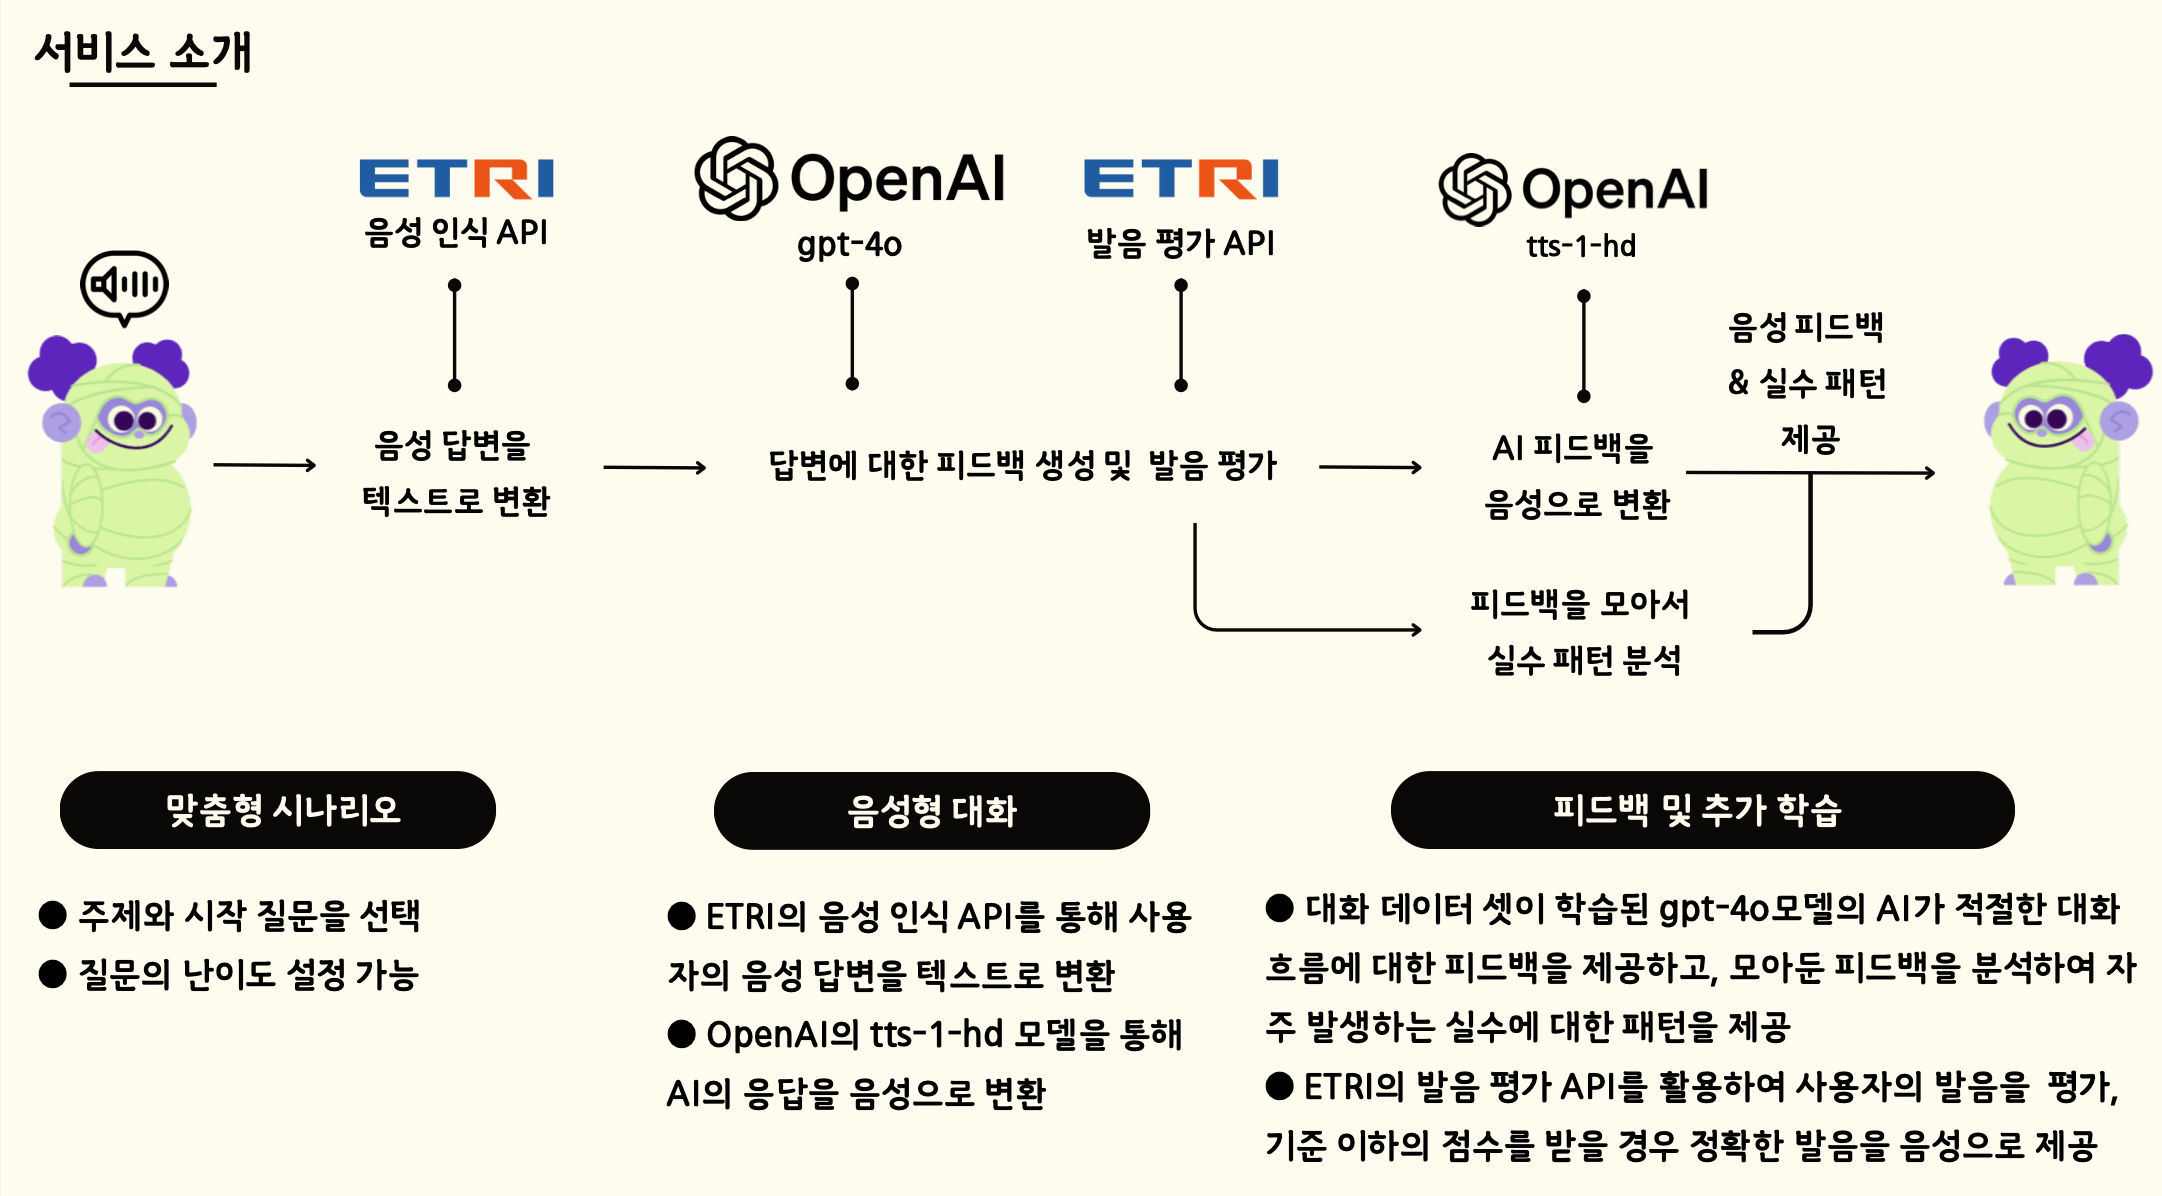 서비스 소개
ETRI
음성 인식 API
OpenAI
gpt-4o
ETRI
발음 평가 API
OpenAI
tts-1-hd
음성 답변을
텍스트로 변환
답변에 대한 피드백 생성 및 발음 평가
AI 피드백을
음성으로 변환
음성 피드백
& 실수 패턴
제공
피드백을 모아서
실수 패턴 분석
맞춤형 시나리오
● 주제와 시작 질문을 선택
● 질문의 난이도 설정 가능
음성형 대화
● ETRI의 음성 인식 API를 통해 사용
자의 음성 답변을 텍스트로 변환
● OpenAI의 tts-1-hd 모델을 통해
AI의 응답을 음성으로 변환
피드백 및 추가 학습
● 대화 데이터 셋이 학습된 gpt-4o모델의 AI가 적절한 대화
흐름에 대한 피드백을 제공하고, 모아둔 피드백을 분석하여 자
주 발생하는 실수에 대한 패턴을 제공
● ETRI의 발음 평가 API를 활용하여 사용자의 발음을 평가,
기준 이하의 점수를 받을 경우 정확한 발음을 음성으로 제공